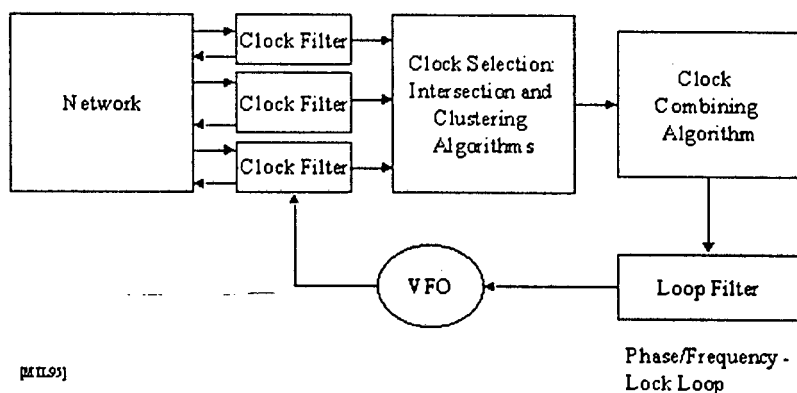 Network
Clock Filter
Clock Filter
Clock Filter
Clock Selection:
Intersection and
Clustering
Algorithms
Clock
Combining
Algorithm
VFO
Loop Filter
Phase/Frequency -
Lock Loop
[MIL95]